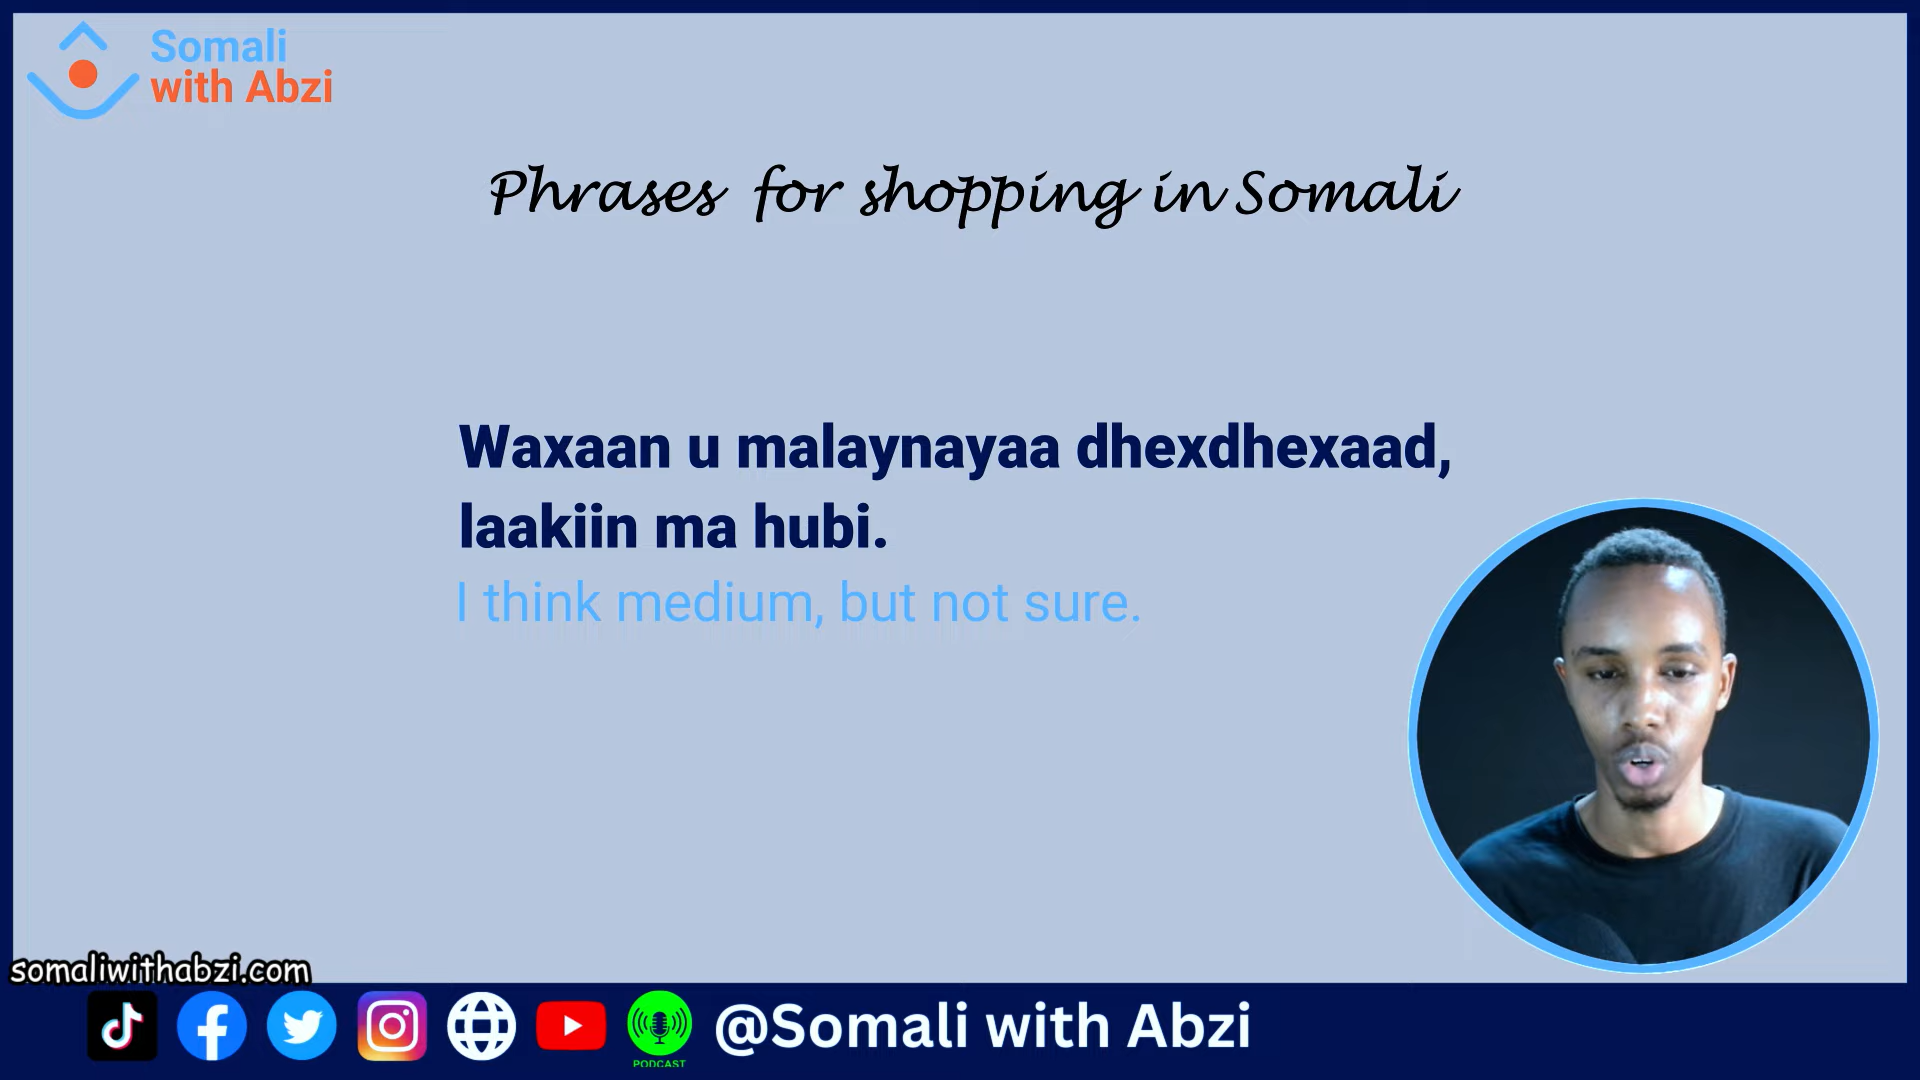 Somali
with Abzi
Phrases for shopping in Somali
Waxaan u malaynayaa dhexdhexaad,
laakiin ma hubi.
I think medium, but not sure.
somaliwithabzi.com
PODCAST
@Somali with Abzi